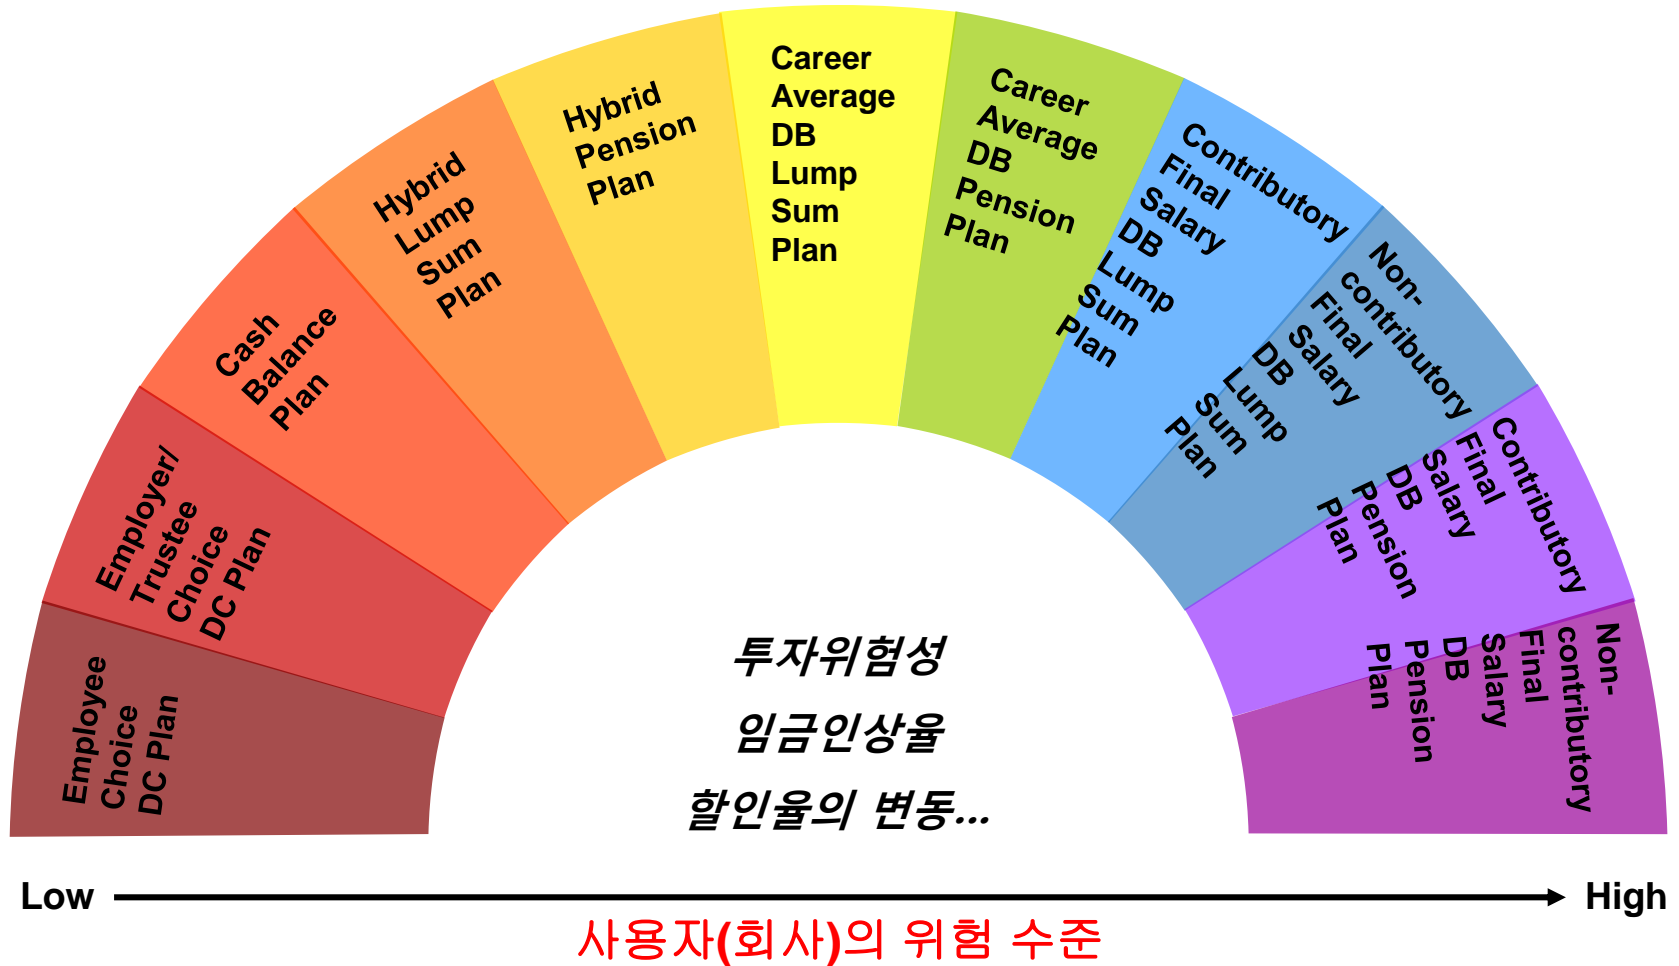 Employee
Choice
DC Plan
Employer/
Trustee
Choice
DC Plan
Cash
Balance
Plan
Hybrid
Lump
Sum
Plan
Hybrid
Pension
Plan
Career
Average
DB
Lump
Sum
Plan
Career
Average
DB
Pension
Plan
Contributory
Final
Salary
DB
Lump
Sum
Plan
Non-
contributory
Final
Salary
DB
Lump
Sum
Plan
Contributory
Final
Salary
DB
Pension
Plan
Non-
contributory
Final
Salary
DB
Pension
Plan
투자위험성
임금인상율
할인율의 변동...
Low
High
사용자(회사)의 위험 수준